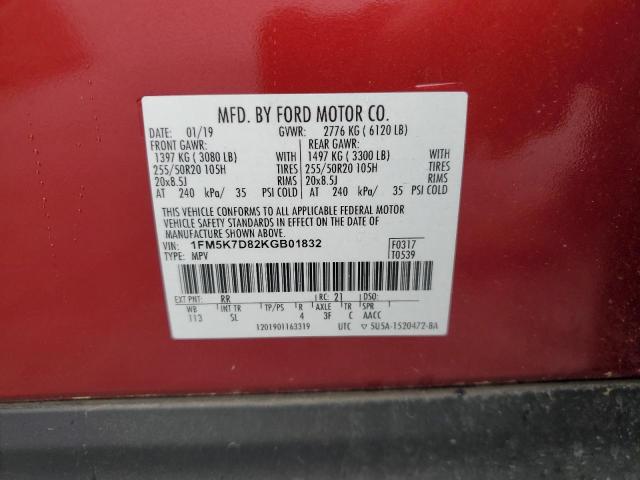 MFD. BY FORD MOTOR CO.
DATE: 01/19 GVWR: 2776 KG ( 6120 LB)
FRONT GAWR: REAR GAWR:
1397 KG ( 3080 LB) WITH 1497 KG ( 3300 LB) WITH
255/50R20 105H TIRES 255/50R20 105H TIRES
20x8.5J RIMS 20x8.5J RIMS
AT 240 kPa/ 35 PSI COLD AT 240 kPa/ 35 PSI COLD
THIS VEHICLE CONFORMS TO ALL APPLICABLE FEDERAL MOTOR
VEHICLE SAFETY STANDARDS IN EFFECT ON THE DATE OF
MANUFACTURE SHOWN ABOVE.
VIN: 1FM5K7D82KGB01832 F0317
TYPE: MPV T0539
EXT PNT: RR RC: 21 DSO:
WB INT TR TP/PS R AXLE TR SPR
113 SL 4 3F C AACC
1201901163319 UTC ▽ 5U5A-1520472-BA